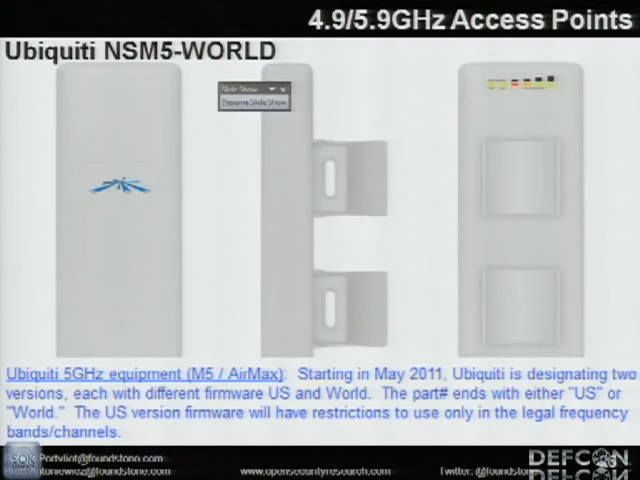 4.9/5.9GHz Access Points
Ubiquiti NSM5-WORLD
Slide Show
Resume Slide Show
Ubiquiti 5GHz equipment (M5 / AirMax): Starting in May 2011, Ubiquiti is designating two
versions, each with different firmware US and World. The part# ends with either "US" or
"World." The US version firmware will have restrictions to use only in the legal frequency
bands/channels.
www.opensecurityresearch.com
Twitter: @foundstone
DEFCON